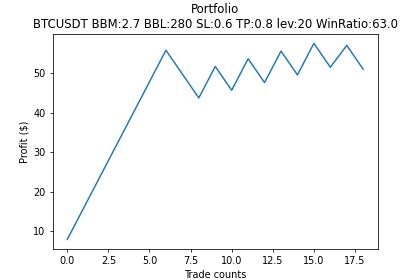 Portfolio
BTCUSDT BBM:2.7 BBL:280 SL:0.6 TP:0.8 lev:20 WinRatio:63.0
Profit ($)
50
40
30
20
10
0.0 2.5 5.0 7.5 10.0 12.5 15.0 17.5
Trade counts